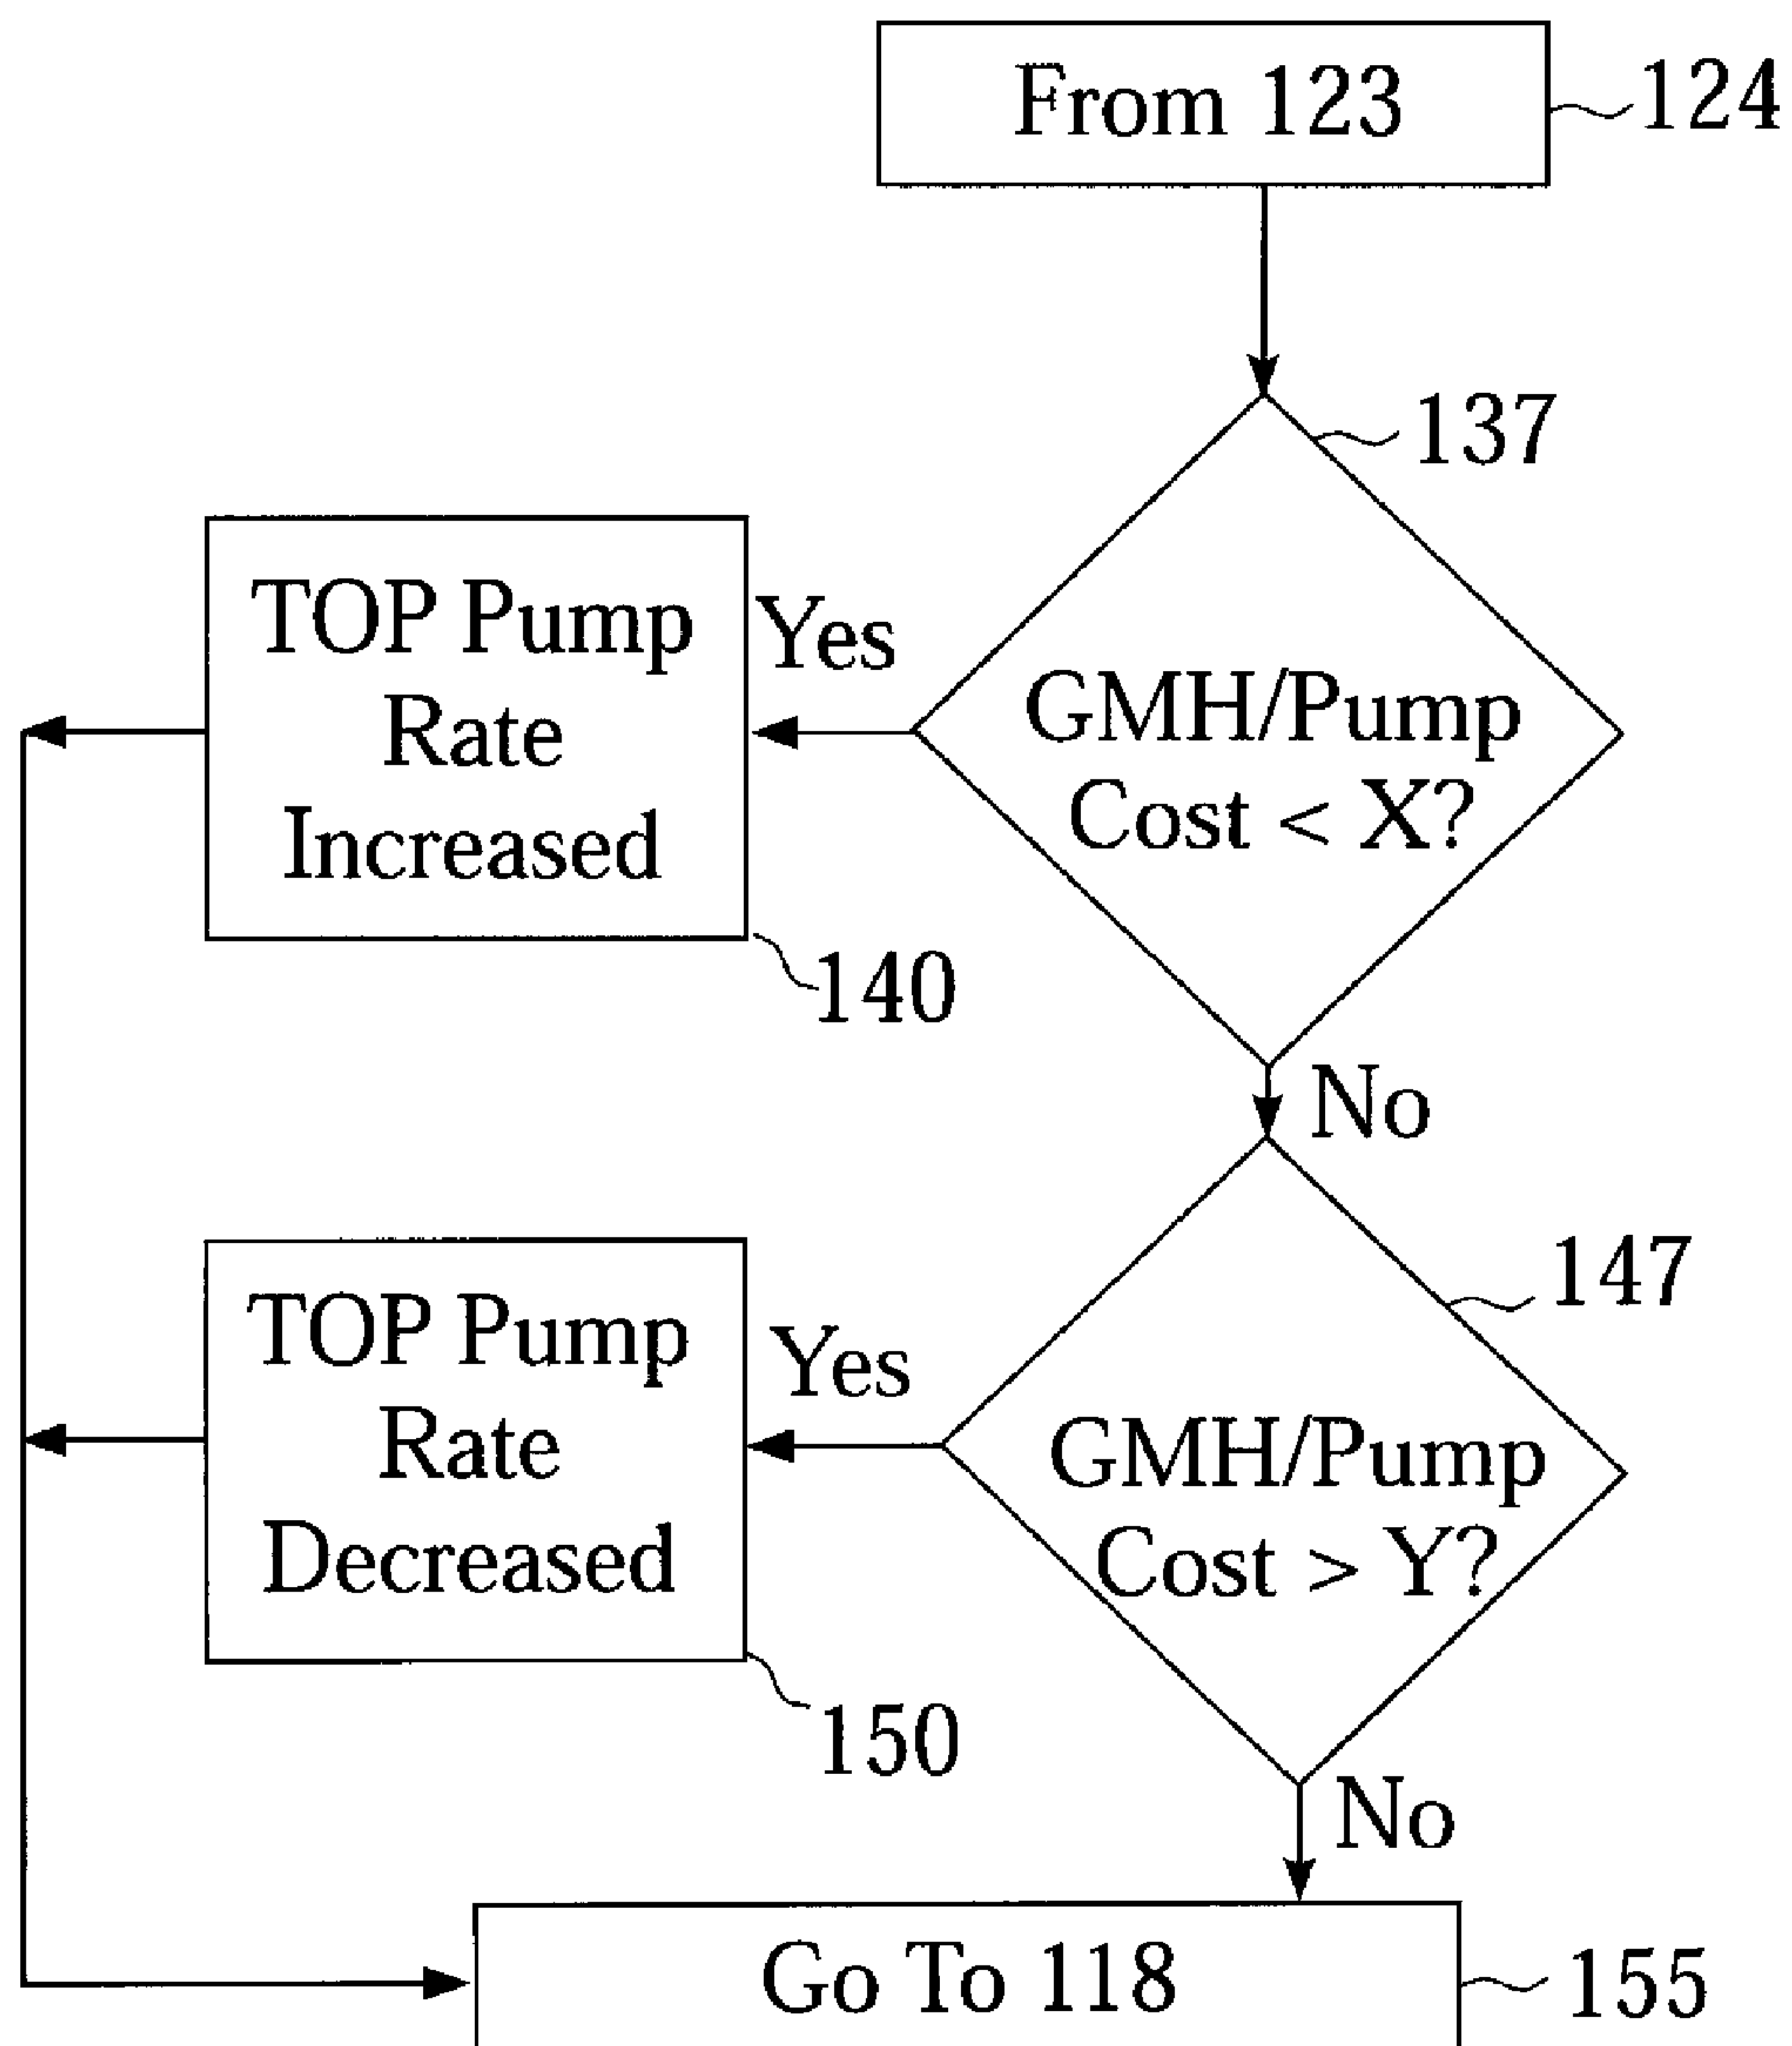 From 123
124
137
TOP Pump
Rate
Increased
Yes
GMH/Pump
Cost < X?
140
No
147
TOP Pump
Rate
Decreased
Yes
GMH/Pump
Cost > Y?
150
No
Go To 118
155